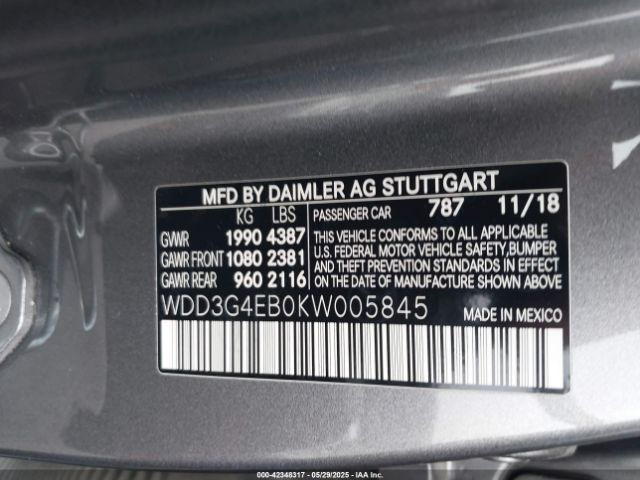 MFD BY DAIMLER AG STUTTGART
KG LBS
GVWR 1990 4387
GAWR FRONT 1080 2381
GAWR REAR 960 2116
PASSENGER CAR 787 11/18
THIS VEHICLE CONFORMS TO ALL APPLICABLE
U.S. FEDERAL MOTOR VEHICLE SAFETY,BUMPER
AND THEFT PREVENTION STANDARDS IN EFFECT
ON THE DATE OF MANUFACTURE SHOWN ABOVE.
WDD3G4EB0KW005845
MADE IN MEXICO
000-42348317 - 05/29/2025 - IAAI, Inc.